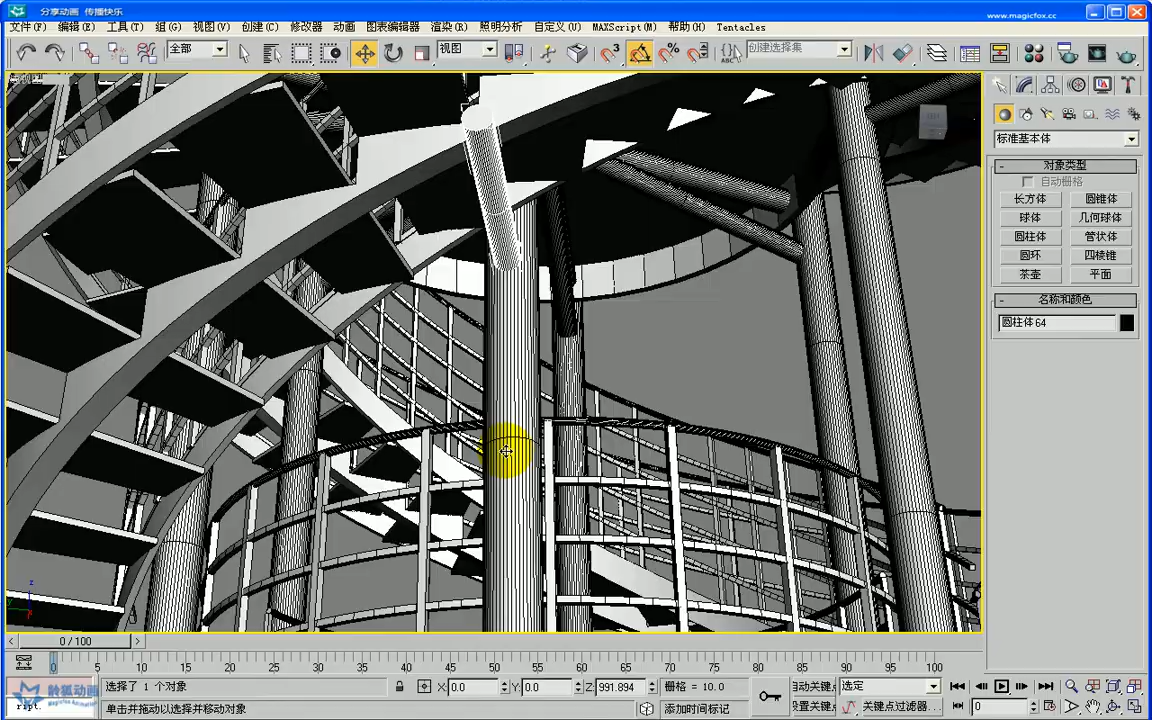 分享动画 传播快乐
www.magicfox.cc
文件(F) 编辑(E) 工具(T) 组(G) 视图(V) 创建(C) 修改器 动画 图表编辑器 渲染(R) 照明分析 自定义(U) MAXScript(M) 帮助(H) Tentacles
全部
视图
3
%
ABC
创建选择集
标准基本体
- 对象类型
自动栅格
长方体 圆锥体
球体 几何球体
圆柱体 管状体
圆环 四棱锥
茶壶 平面
- 名称和颜色
圆柱体64
z
< 0 / 100 >
0 5 10 15 20 25 30 35 40 45 50 55 60 65 70 75 80 85 90 95 100
选择了 1 个对象
X: 0.0 Y: 0.0 Z: 991.894
栅格 = 10.0
自动关键点
选定
ript.
单击并拖动以选择并移动对象
添加时间标记
设置关键点
关键点过滤器...
0